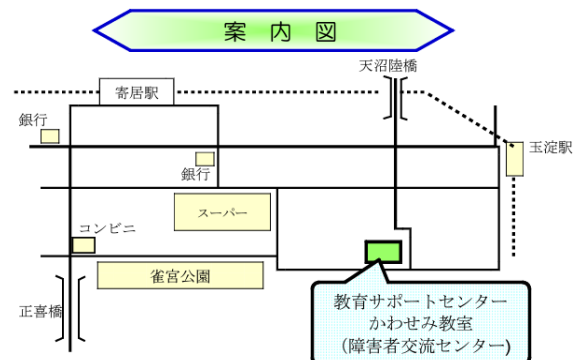 案内図
天沼陸橋
寄居駅
銀行
玉淀駅
銀行
スーパー
コンビニ
雀宮公園
正喜橋
教育サポートセンター
かわせみ教室
（障害者交流センター)